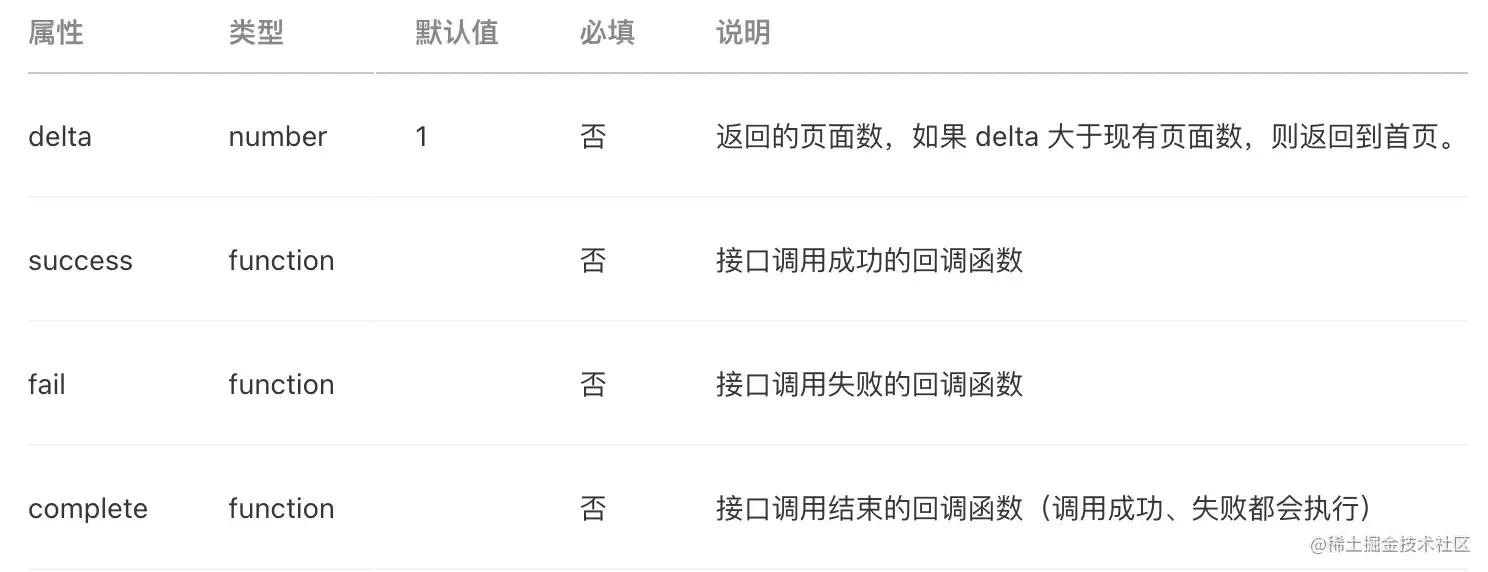 属性 类型 默认值 必填 说明
delta number 1 否 返回的页面数，如果 delta 大于现有页面数，则返回到首页。
success function 否 接口调用成功的回调函数
fail function 否 接口调用失败的回调函数
complete function 否 接口调用结束的回调函数（调用成功、失败都会执行）
@稀土掘金技术社区